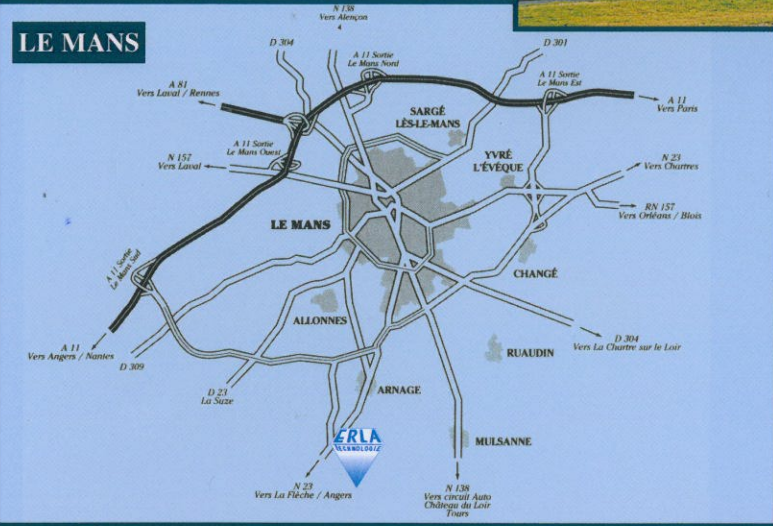 LE MANS
N 138
Vers Alençon
D 304
A 11 Sortie
Le Mans Nord
D 301
A 11 Sortie
Le Mans Est
A 81
Vers Laval / Rennes
A 11
Vers Paris
SARGÉ
LÈS-LE-MANS
A 11 Sortie
Le Mans Ouest
N 157
Vers Laval
YVRÉ
L'ÉVÉQUE
N 23
Vers Chartres
RN 157
Vers Orléans / Blois
LE MANS
A 11 Sortie
Le Mans Sud
CHANGÉ
ALLONNES
A 11
Vers Angers / Nantes
D 309
D 304
Vers La Chartre sur le Loir
RUAUDIN
D 23
La Suze
ARNAGE
ERLA
TECHNOLOGIE
MULSANNE
N 23
Vers La Flèche / Angers
N 138
Vers circuit Auto
Château du Loir
Tours